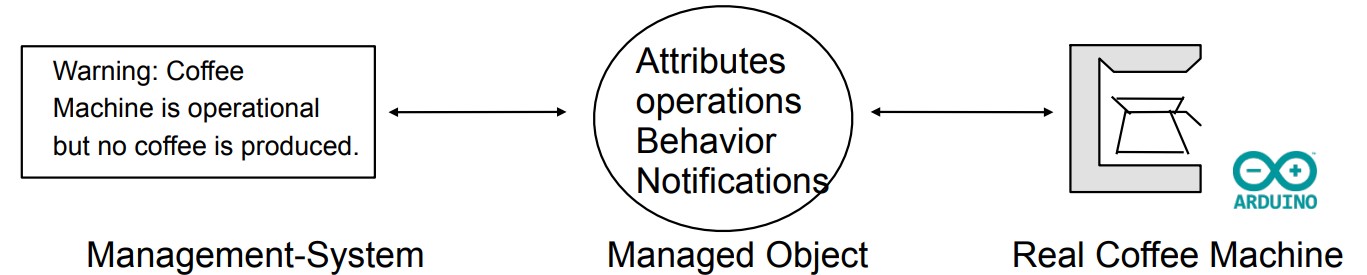 Warning: Coffee
Machine is operational
but no coffee is produced.
Attributes
operations
Behavior
Notifications
ARDUINO
Management-System
Managed Object
Real Coffee Machine